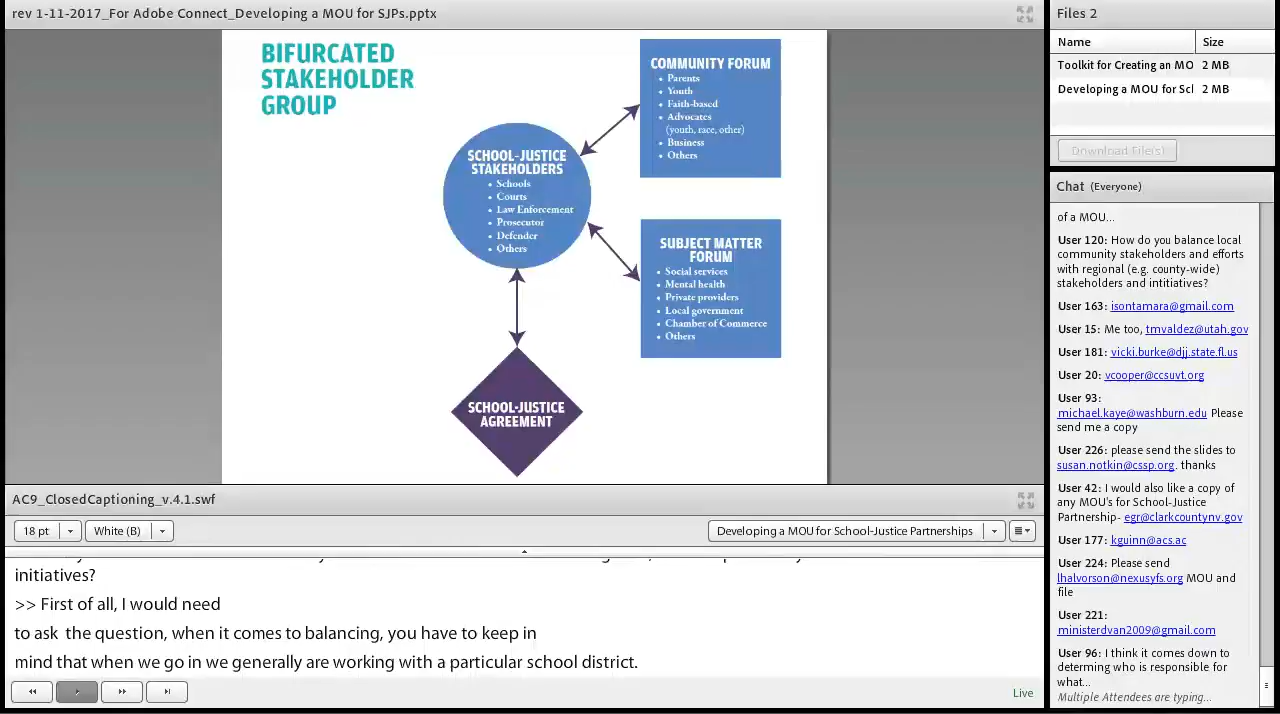 rev 1-11-2017_For Adobe Connect_Developing a MOU for SJPs.pptx
BIFURCATED
STAKEHOLDER
GROUP
SCHOOL-JUSTICE
STAKEHOLDERS
• Schools
• Courts
• Law Enforcement
• Prosecutor
• Defender
• Others
COMMUNITY FORUM
• Parents
• Youth
• Faith-based
• Advocates
(youth, race, other)
• Business
• Others
SUBJECT MATTER
FORUM
• Social services
• Mental health
• Private providers
• Local government
• Chamber of Commerce
• Others
SCHOOL-JUSTICE
AGREEMENT
AC9_ClosedCaptioning_v.4.1.swf
18 pt
White (B)
Developing a MOU for School-Justice Partnerships
initiatives?
>> First of all, I would need
to ask the question, when it comes to balancing, you have to keep in
mind that when we go in we generally are working with a particular school district.
Live
Files 2
Name Size
Toolkit for Creating an MO 2 MB
Developing a MOU for Scl 2 MB
Download File(s)
Chat (Everyone)
of a MOU...
User 120: How do you balance local
community stakeholders and efforts
with regional (e.g. county-wide)
stakeholders and intitiatives?
User 163: isontamara@gmail.com
User 15: Me too, tmvaldez@utah.gov
User 181: vicki.burke@djj.state.fl.us
User 20: vcooper@ccsuvt.org
User 93:
michael.kaye@washburn.edu Please
send me a copy
User 226: please send the slides to
susan.notkin@cssp.org. thanks
User 42: I would also like a copy of
any MOU's for School-Justice
Partnership- egr@clarkcountynv.gov
User 177: kguinn@acs.ac
User 224: Please send
lhalvorson@nexusyfs.org MOU and
file
User 221:
ministerdvan2009@gmail.com
User 96: I think it comes down to
determing who is responsible for
what...
Multiple Attendees are typing...